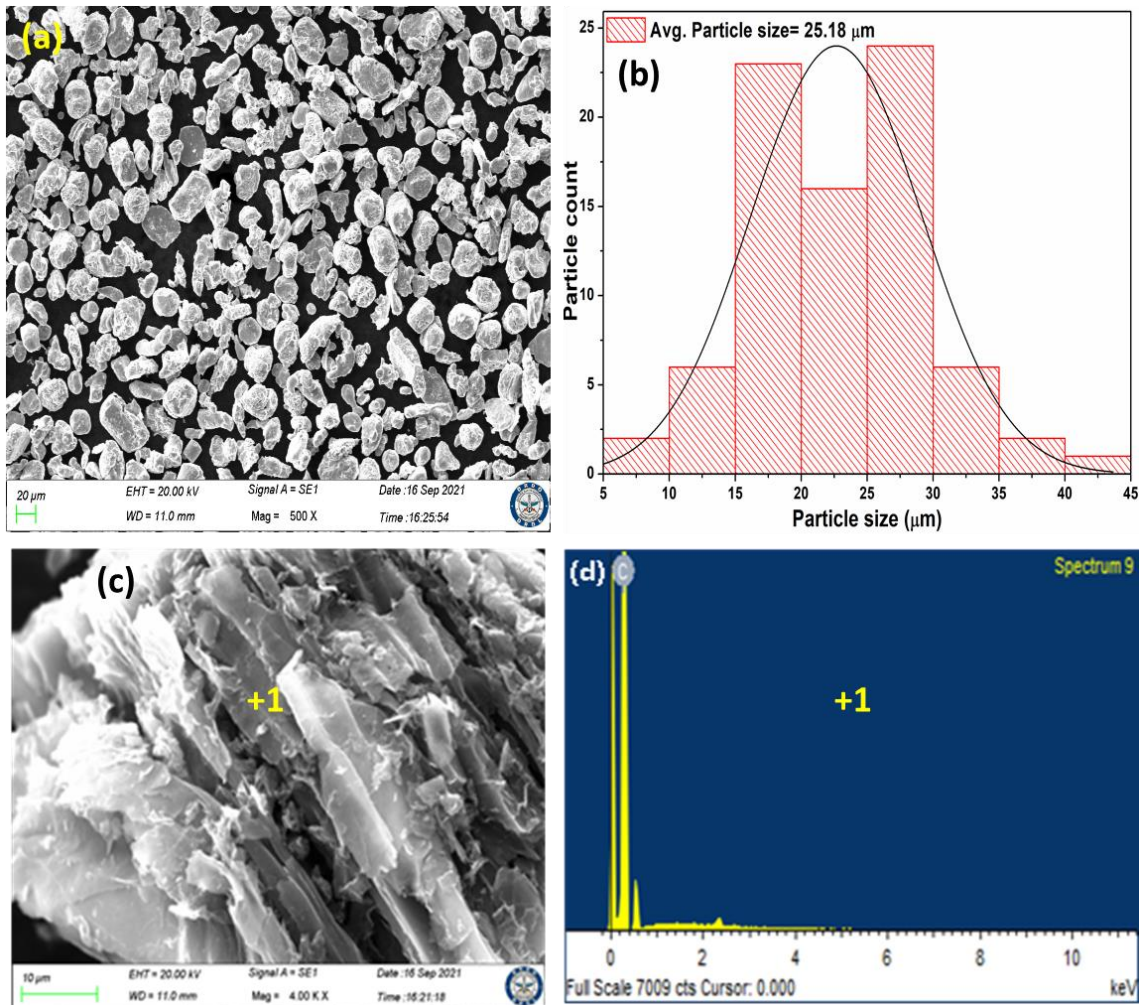 (a)
20 µm
EHT = 20.00 kV
Signal A = SE1
Date :16 Sep 2021
WD = 11.0 mm
Mag = 500 X
Time :16:25:54
Avg. Particle size= 25.18 µm
(b)
Particle count
25
20
15
10
5
0
5 10 15 20 25 30 35 40 45
Particle size (µm)
(c)
+1
10 µm
EHT = 20.00 kV
Signal A = SE1
Date :16 Sep 2021
WD = 11.0 mm
Mag = 4.00 K X
Time :16:21:18
(d)
C
Spectrum 9
+1
0 2 4 6 8 10
Full Scale 7009 cts Cursor: 0.000
keV